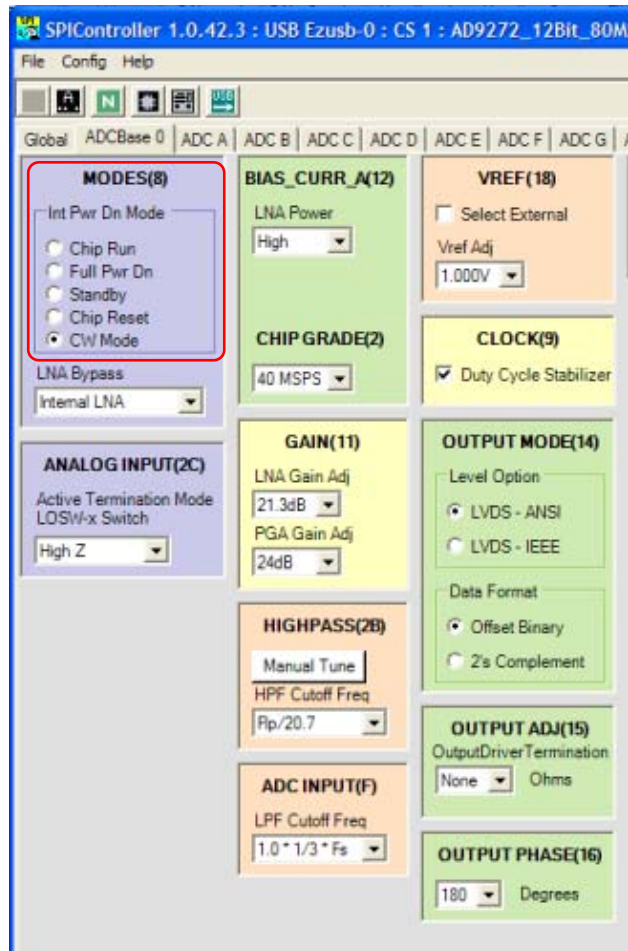 SPIController 1.0.42.3 : USB Ezusb-0 : CS 1 : AD9272_12Bit_80M
File Config Help
Global ADCBase 0 ADC A ADC B ADC C ADC D ADC E ADC F ADC G
MODES(8)
Int Pwr Dn Mode
Chip Run
Full Pwr Dn
Standby
Chip Reset
CW Mode
LNA Bypass
Internal LNA
ANALOG INPUT(2C)
Active Termination Mode
LOSW-x Switch
High Z
BIAS_CURR_A(12)
LNA Power
High
CHIP GRADE(2)
40 MSPS
GAIN(11)
LNA Gain Adj
21.3dB
PGA Gain Adj
24dB
HIGHPASS(2B)
Manual Tune
HPF Cutoff Freq
Rp/20.7
ADC INPUT(F)
LPF Cutoff Freq
1.0 * 1/3 * Fs
VREF(18)
Select External
Vref Adj
1.000V
CLOCK(9)
Duty Cycle Stabilizer
OUTPUT MODE(14)
Level Option
LVDS - ANSI
LVDS - IEEE
Data Format
Offset Binary
2's Complement
OUTPUT ADJ(15)
OutputDriverTermination
None Ohms
OUTPUT PHASE(16)
180 Degrees